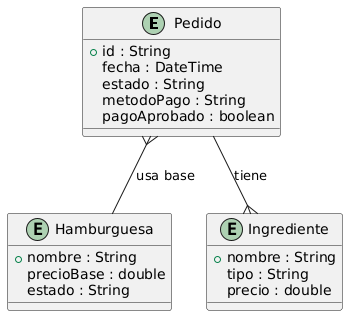 E Pedido
id : String
fecha : DateTime
estado : String
metodoPago : String
pagoAprobado : boolean
usa base
tiene
E Hamburguesa
nombre : String
precioBase : double
estado : String
E Ingrediente
nombre : String
tipo : String
precio : double